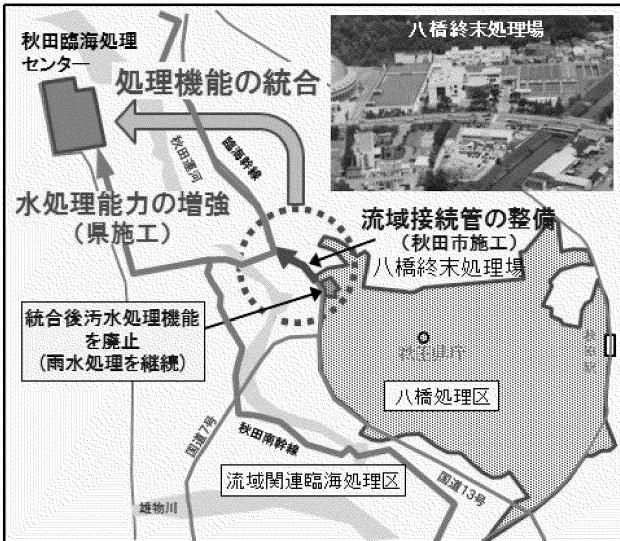 秋田臨海処理
センター
八橋終末処理場
処理機能の統合
秋田運河
臨海幹線
水処理能力の増強
(県施工)
流域接続管の整備
(秋田市施工)
八橋終末処理場
統合後汚水処理機能
を廃止
(雨水処理を継続)
秋田県庁
秋田駅
八橋処理区
国道7号
秋田南幹線
流域関連臨海処理区
国道13号
雄物川